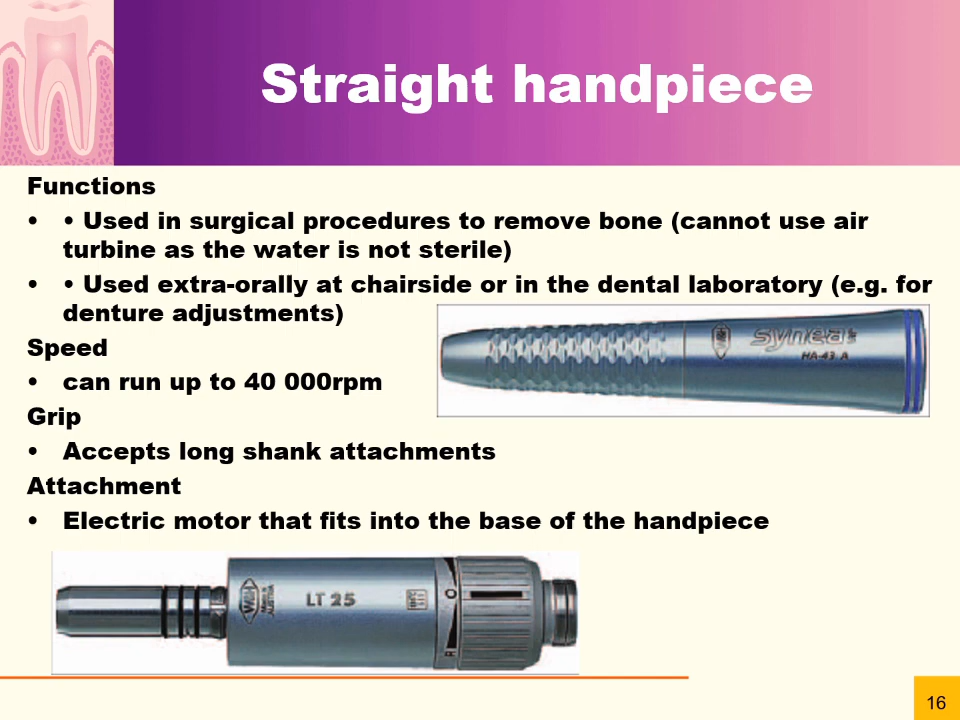 Straight handpiece
Functions
• • Used in surgical procedures to remove bone (cannot use air
turbine as the water is not sterile)
• • Used extra-orally at chairside or in the dental laboratory (e.g. for
denture adjustments)
synea
HA-43 A
Speed
• can run up to 40 000rpm
Grip
• Accepts long shank attachments
Attachment
• Electric motor that fits into the base of the handpiece
W&H
LT 25
O
R
16